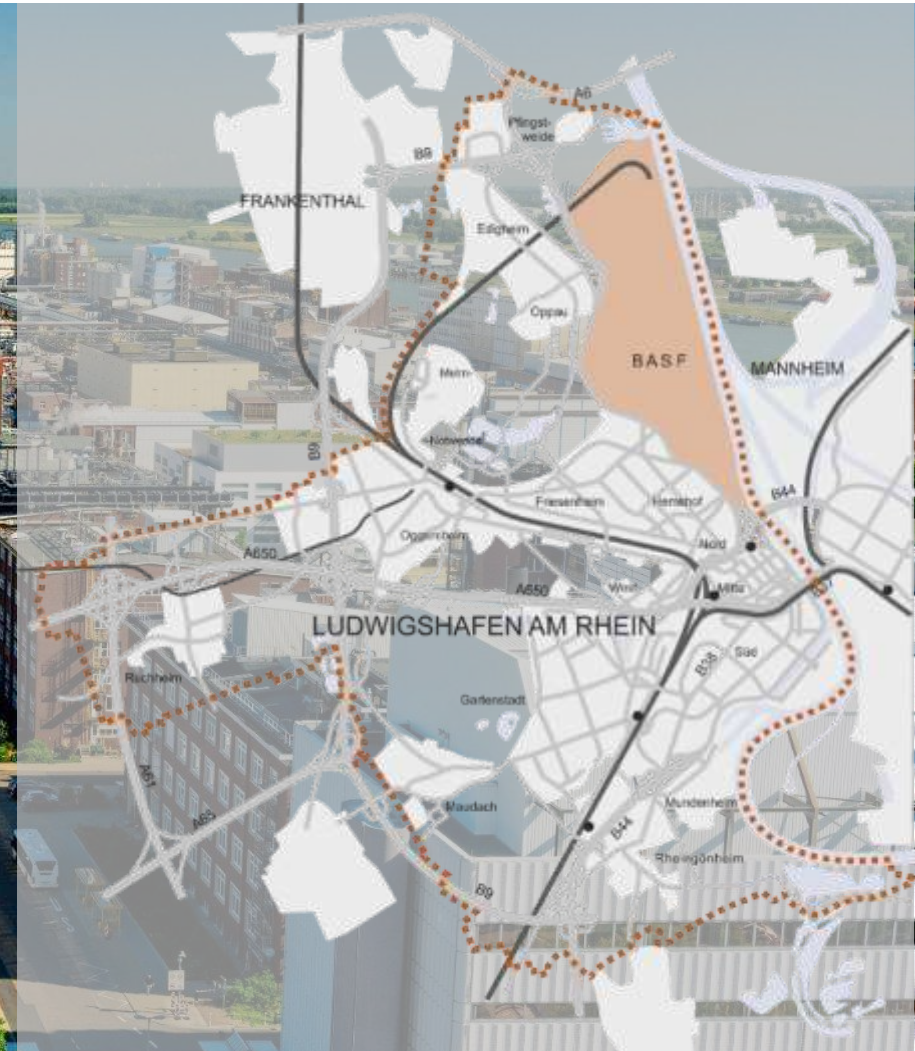 A6
Pfingst-
weide
B9
FRANKENTHAL
Edigheim
Oppau
BASF
MANNHEIM
Notwende
B9
B44
Friesenheim
Hemshof
Oggersheim
Nord
A650
A650
West
Mitte
LUDWIGSHAFEN AM RHEIN
B38
Süd
Ruchheim
Gartenstadt
A61
A65
Maudach
Mundenheim
B44
Rheingönheim
B9